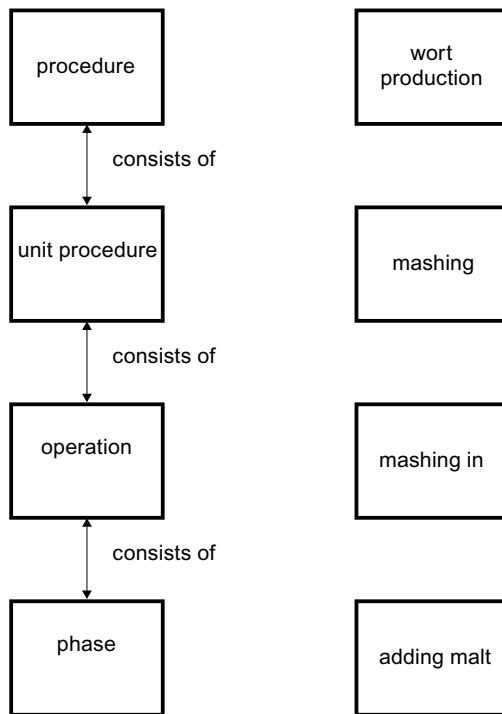 procedure
wort
production
consists of
unit procedure
mashing
consists of
operation
mashing in
consists of
phase
adding malt